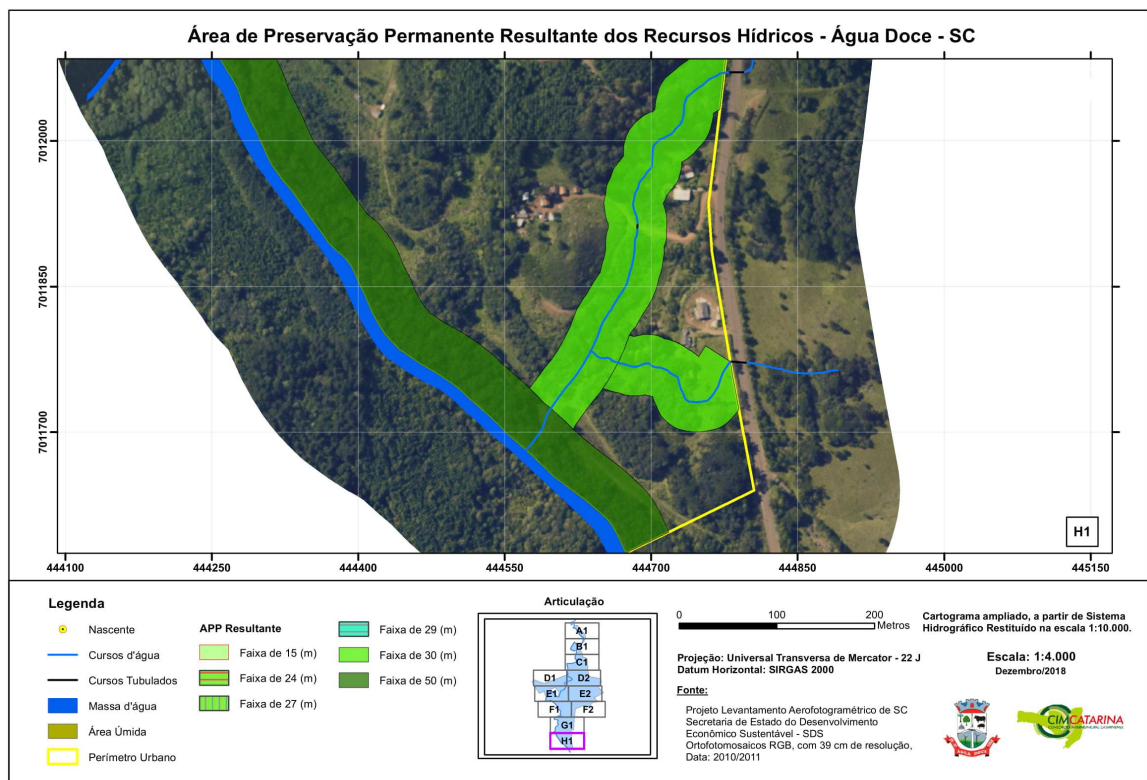 Área de Preservação Permanente Resultante dos Recursos Hídricos - Água Doce - SC
7012000
7011850
7011700
H1
444100 444250 444400 444550 444700 444850 445000 445150
Legenda
Nascente
Cursos d'água
Cursos Tubulados
Massa d'água
Área Úmida
Perímetro Urbano
APP Resultante
Faixa de 15 (m)
Faixa de 24 (m)
Faixa de 27 (m)
Faixa de 29 (m)
Faixa de 30 (m)
Faixa de 50 (m)
Articulação
A1
B1
C1
D1 D2
E1 E2
F1 F2
G1
H1
0 100 200
Metros
Projeção: Universal Transversa de Mercator - 22 J
Datum Horizontal: SIRGAS 2000
Fonte:
Projeto Levantamento Aerofotogramétrico de SC
Secretaria de Estado do Desenvolvimento
Econômico Sustentável - SDS
Ortofotomosaicos RGB, com 39 cm de resolução,
Data: 2010/2011
Cartograma ampliado, a partir de Sistema
Hidrográfico Restituído na escala 1:10.000.
Escala: 1:4.000
Dezembro/2018
ÁGUA DOCE
CIMCATARINA